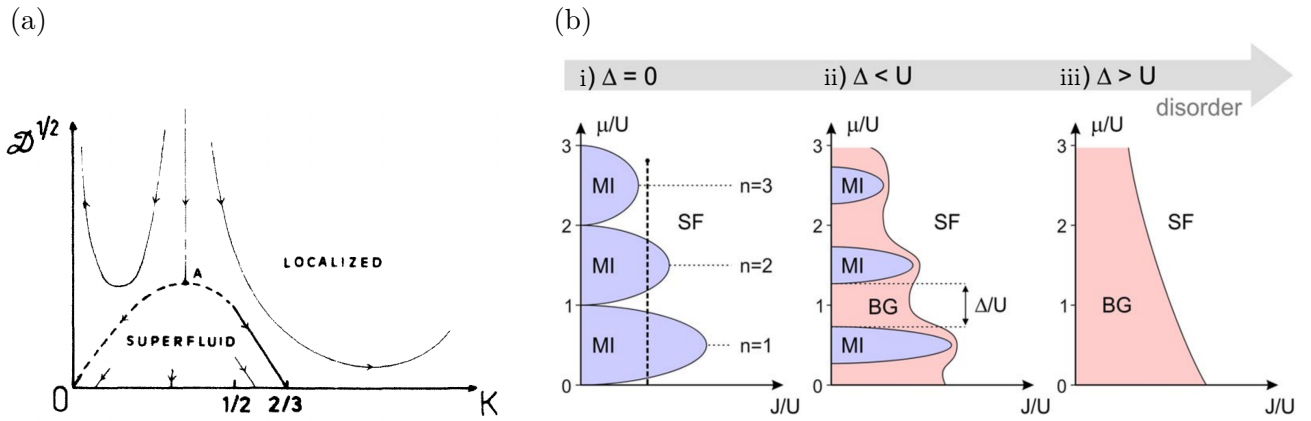 (a)
𝒟^1/2
A
LOCALIZED
SUPERFLUID
O
1/2
2/3
K
(b)
i) Δ = 0
ii) Δ < U
iii) Δ > U
disorder
μ/U
3
2
1
0
MI
MI
MI
SF
n=3
n=2
n=1
J/U
μ/U
3
2
1
0
MI
MI
MI
BG
SF
Δ/U
J/U
μ/U
3
2
1
0
BG
SF
J/U